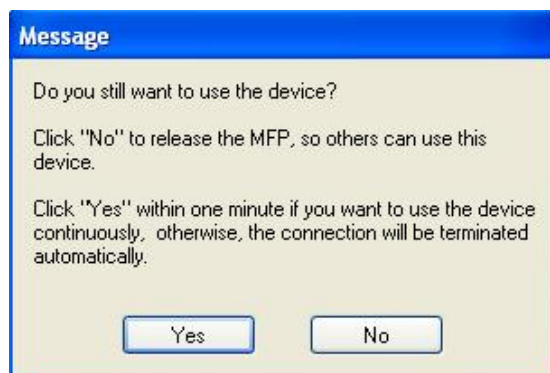 Message
Do you still want to use the device?
Click "No" to release the MFP, so others can use this
device.
Click "Yes" within one minute if you want to use the device
continuously, otherwise, the connection will be terminated
automatically.
Yes
No